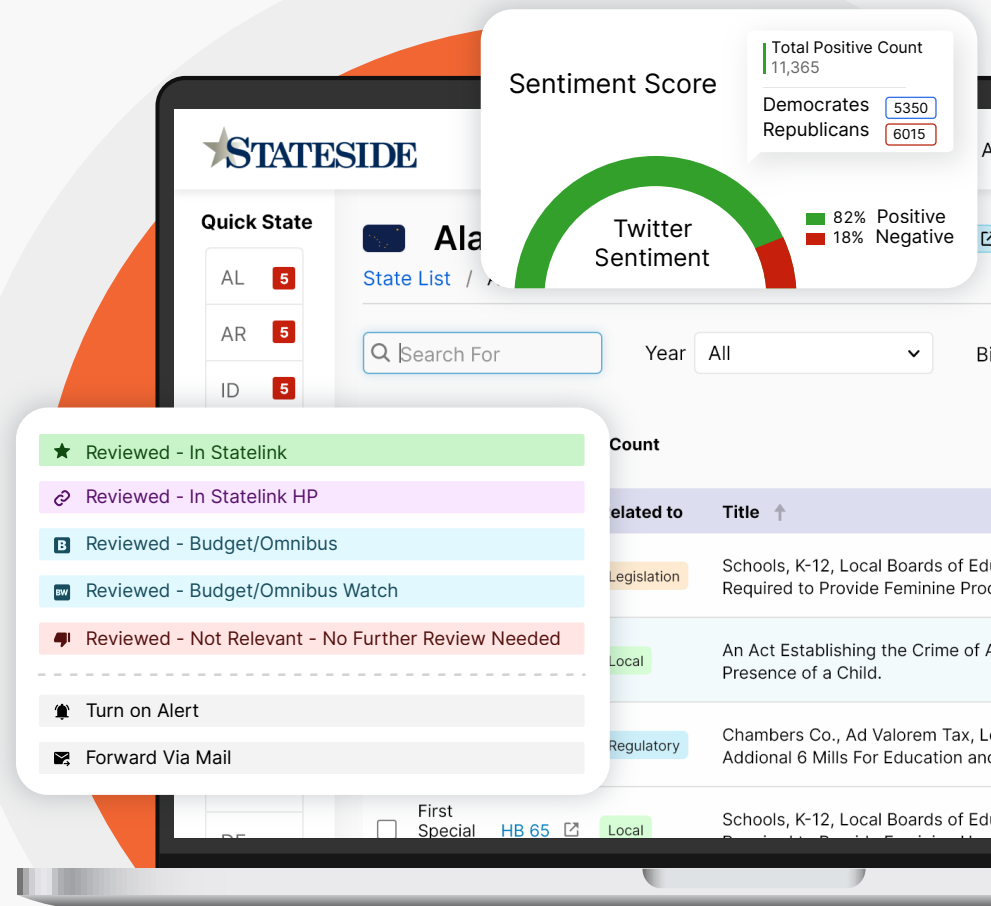 Sentiment Score
Total Positive Count
11,365
Democrates 5350
Republicans 6015
82% Positive
18% Negative
Twitter
Sentiment
STATESIDE
Quick State
AL 5
AR 5
ID 5
State List /
Search For
Year All
Count
elated to Title
Legislation
Schools, K-12, Local Boards of
Required to Provide Feminine
Local
An Act Establishing the Crime of
Presence of a Child.
Regulatory
Chambers Co., Ad Valorem Tax,
Addional 6 Mills For Education
First
Special HB 65 Local
Schools, K-12, Local Boards of
Reviewed - In Statelink
Reviewed - In Statelink HP
B Reviewed - Budget/Omnibus
BW Reviewed - Budget/Omnibus Watch
Reviewed - Not Relevant - No Further Review Needed
Turn on Alert
Forward Via Mail